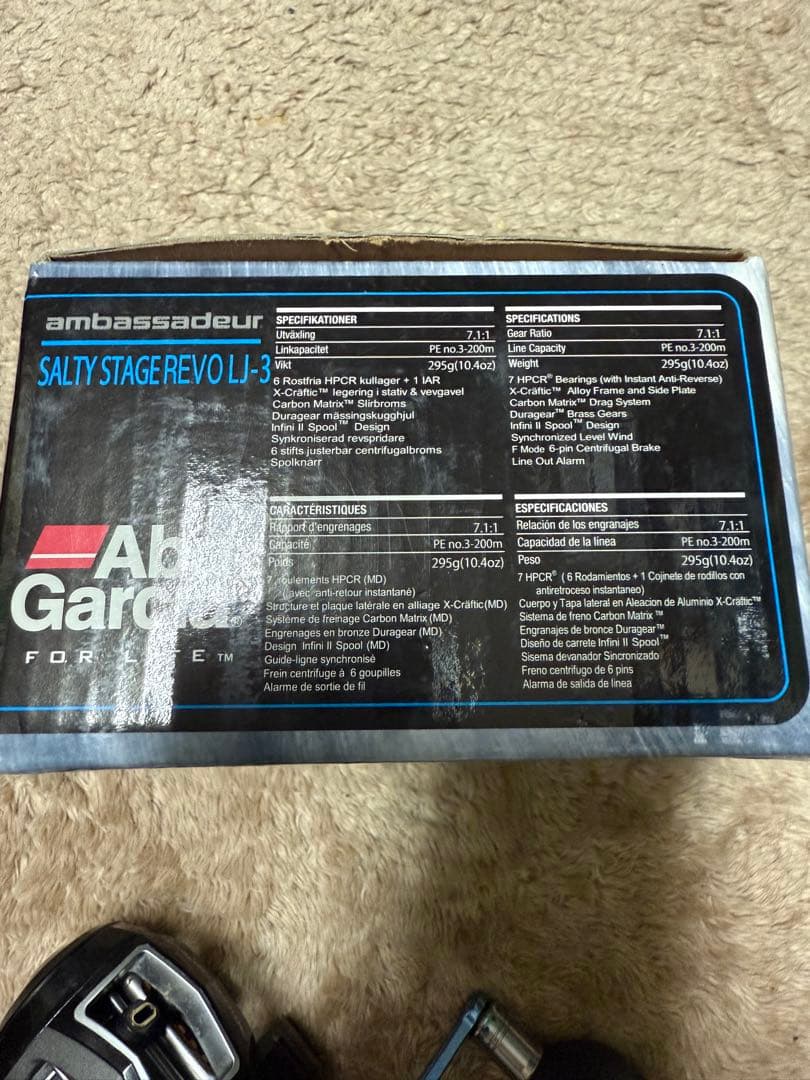 ambassadeur
SALTY STAGE REVO LJ-3
SPECIFIKATIONER
Utväxling 7.1:1
Linkapacitet PE no.3-200m
Vikt 295g(10.4oz)
6 Rostfria HPCR kullager + 1 IAR
X-Cräftic™ legering i stativ & vevgavel
Carbon Matrix™ Slirbroms
Duragear mässingskugghjul
Infini II Spool™ Design
Synkroniserad revspridare
6 stifts justerbar centrifugalbroms
Spolknarr
SPECIFICATIONS
Gear Ratio 7.1:1
Line Capacity PE no.3-200m
Weight 295g(10.4oz)
7 HPCR® Bearings (with Instant Anti-Reverse)
X-Cräftic™ Alloy Frame and Side Plate
Carbon Matrix™ Drag System
Duragear™ Brass Gears
Infini II Spool™ Design
Synchronized Level Wind
F Mode 6-pin Centrifugal Brake
Line Out Alarm
Abu
Garcia®
FOR LIFE™
CARACTÉRISTIQUES
Rapport d'engrenages 7.1:1
Capacité PE no.3-200m
Poids 295g(10.4oz)
7 roulements HPCR (MD)
(avec anti-retour instantané)
Structure et plaque latérale en alliage X-Cräftic(MD)
Système de freinage Carbon Matrix (MD)
Engrenages en bronze Duragear (MD)
Design Infini II Spool (MD)
Guide-ligne synchronisé
Frein centrifuge à 6 goupilles
Alarme de sortie de fil
ESPECIFICACIONES
Relación de los engranajes 7.1:1
Capacidad de la línea PE no.3-200m
Peso 295g(10.4oz)
7 HPCR® ( 6 Rodamientos + 1 Cojinete de rodillos con
antiretroceso instantaneo)
Cuerpo y Tapa lateral en Aleacion de Aluminio X-Cräftic™
Sistema de freno Carbon Matrix ™
Engranajes de bronce Duragear™
Diseño de carrete Infini II Spool™
Sisema devanador Sincronizado
Freno centifugo de 6 pins
Alarma de salida de linea